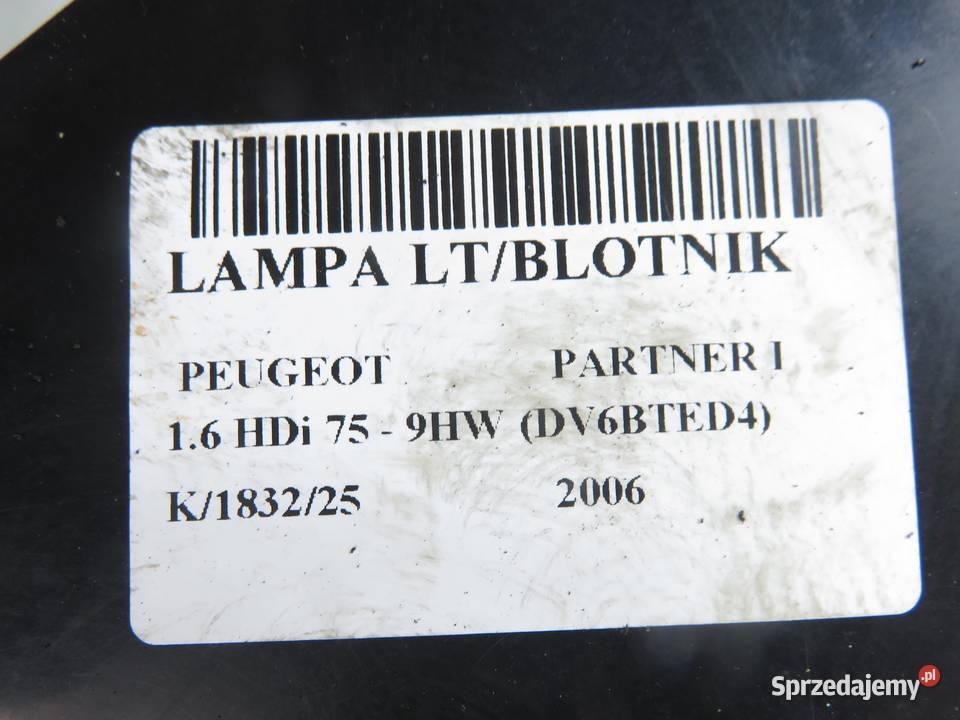 LAMPA LT/BLOTNIK
PEUGEOT PARTNER I
1.6 HDi 75 - 9HW (DV6BTED4)
K/1832/25 2006
Sprzedajemy.pl